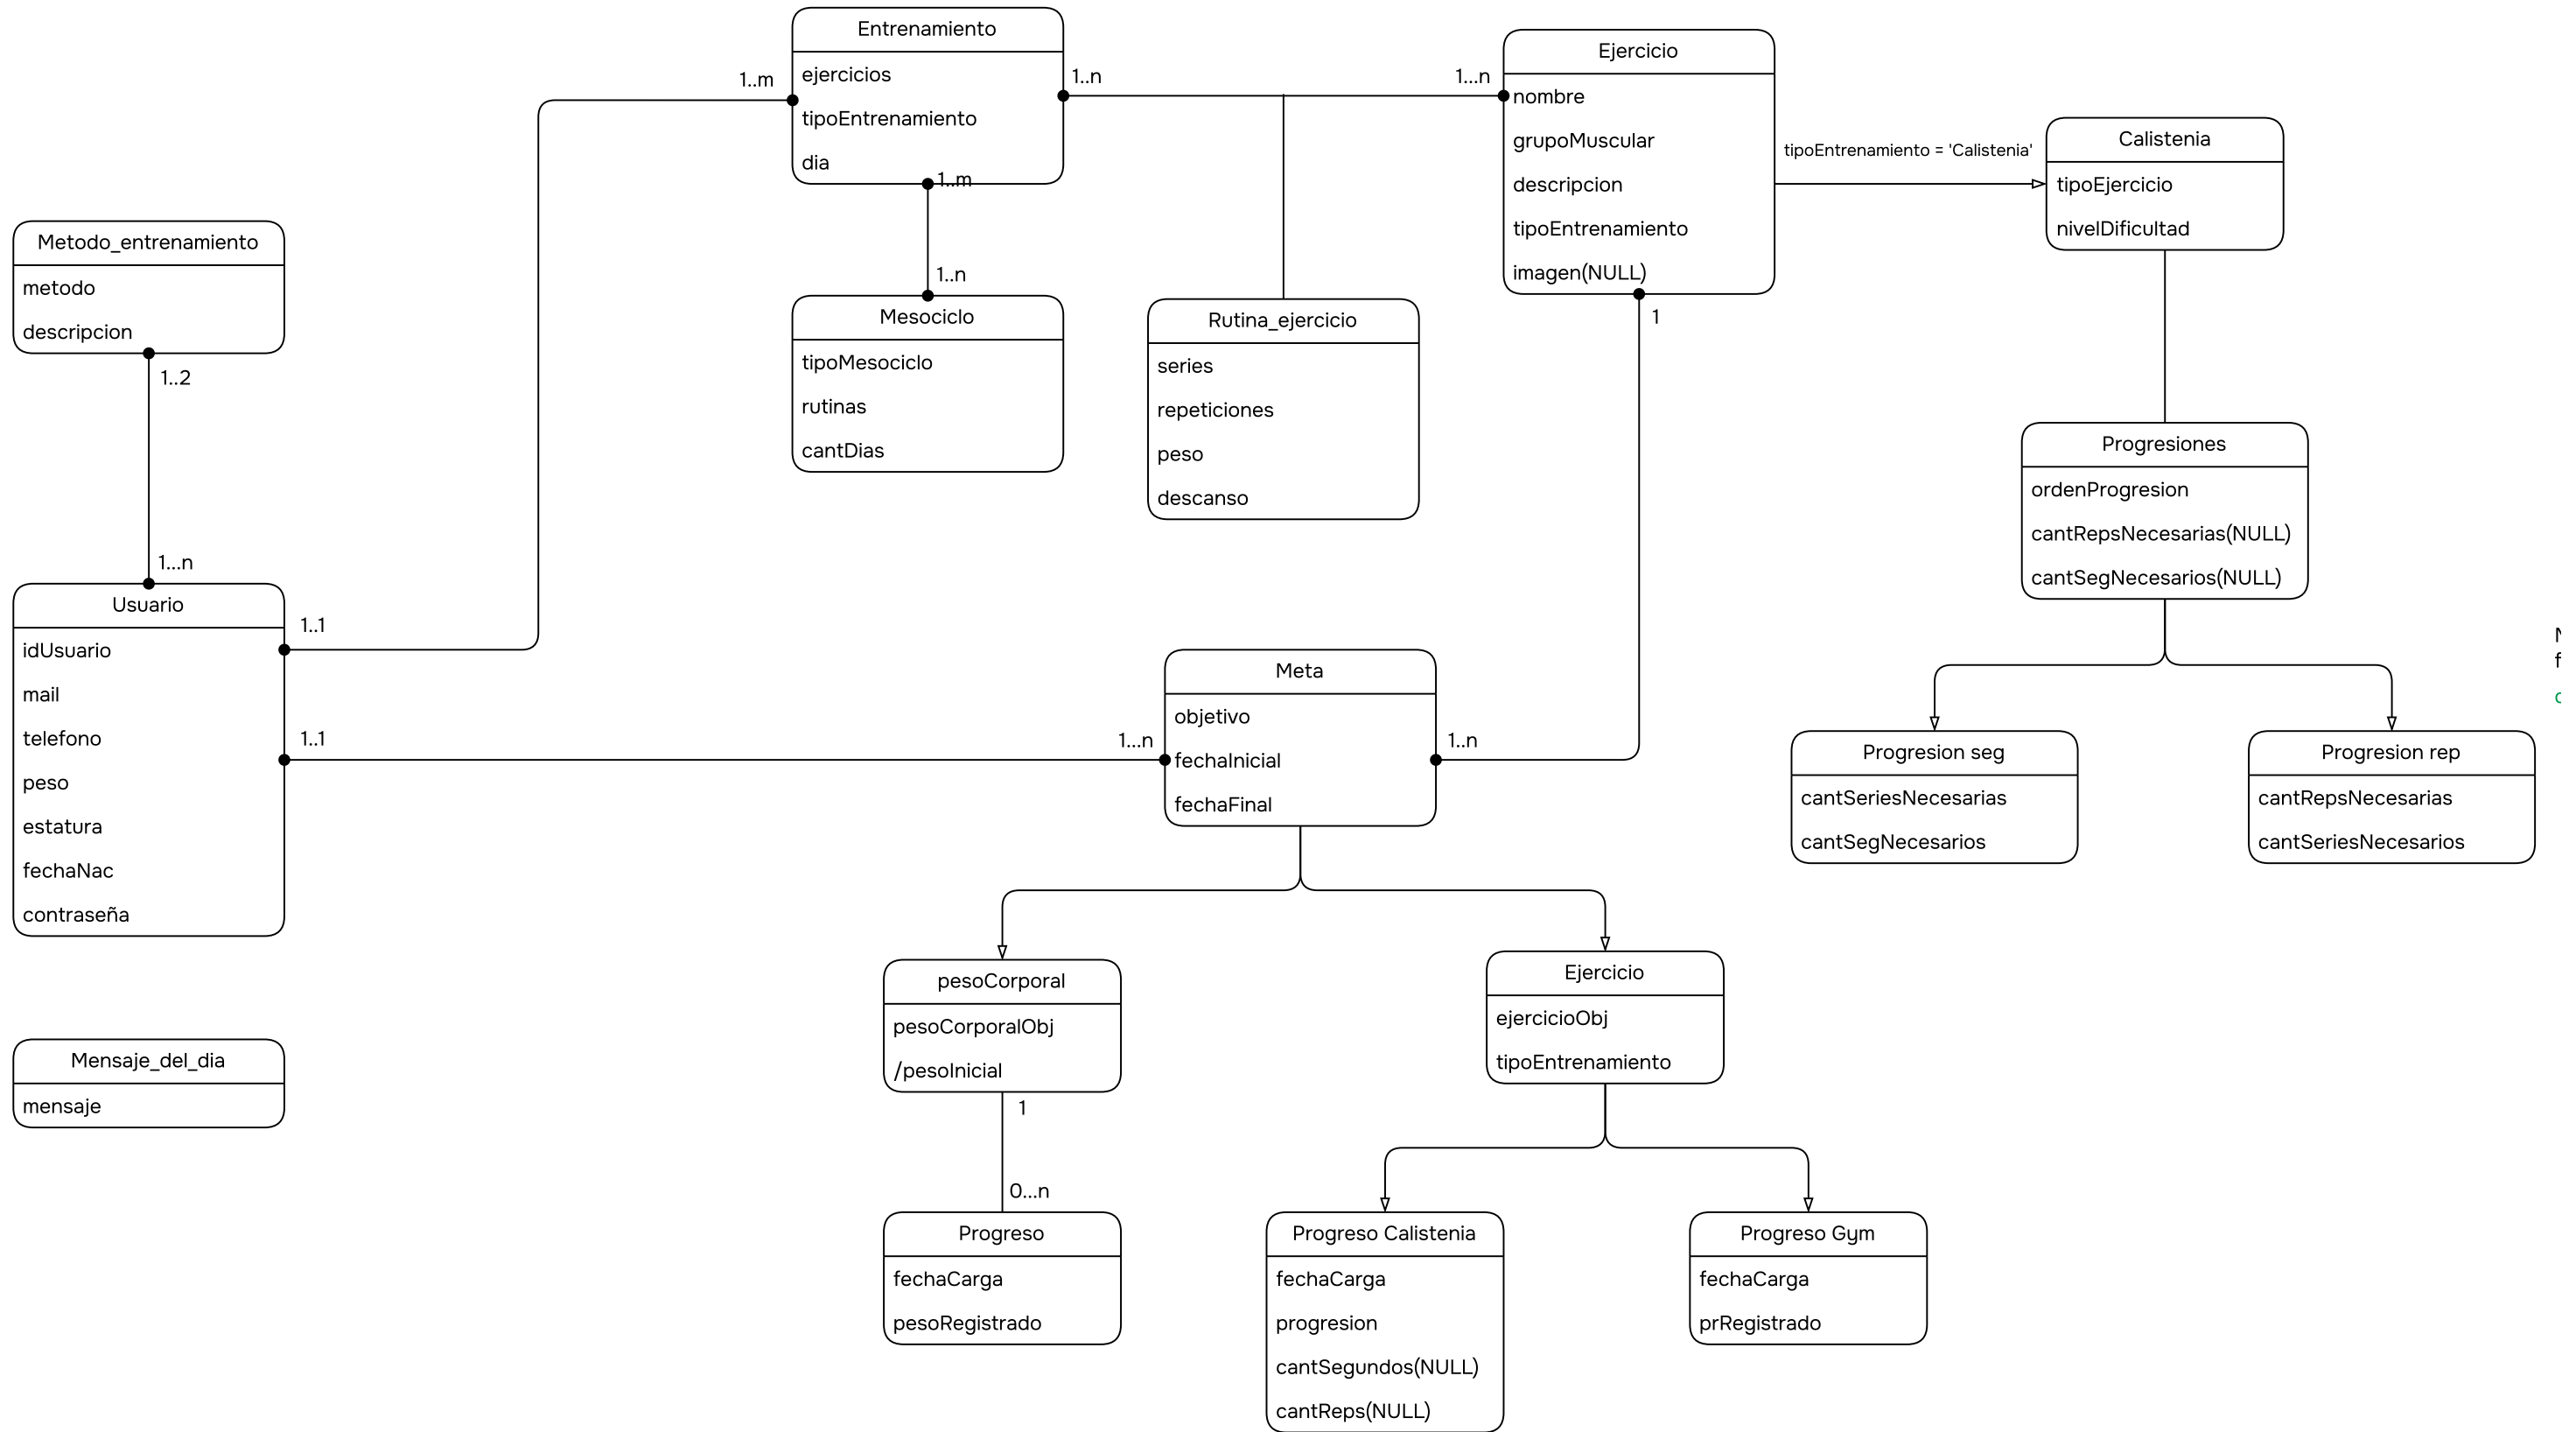 Entrenamiento
ejercicios
tipoEntrenamiento
dia
1..m
1..n
1...n
1..m
1..n
Ejercicio
nombre
grupoMuscular
descripcion
tipoEntrenamiento
imagen(NULL)
1
tipoEntrenamiento = 'Calistenia'
Calistenia
tipoEjercicio
nivelDificultad
Metodo_entrenamiento
metodo
descripcion
1..2
1...n
Mesociclo
tipoMesociclo
rutinas
cantDias
Rutina_ejercicio
series
repeticiones
peso
descanso
Progresiones
ordenProgresion
cantRepsNecesarias(NULL)
cantSegNecesarios(NULL)
Usuario
idUsuario
mail
telefono
peso
estatura
fechaNac
contraseña
1..1
1..1
1...n
Meta
objetivo
fechaInicial
fechaFinal
1..n
Progresion seg
cantSeriesNecesarias
cantSegNecesarios
Progresion rep
cantRepsNecesarias
cantSeriesNecesarios
pesoCorporal
pesoCorporalObj
/pesoInicial
1
0...n
Ejercicio
ejercicioObj
tipoEntrenamiento
Mensaje_del_dia
mensaje
Progreso
fechaCarga
pesoRegistrado
Progreso Calistenia
fechaCarga
progresion
cantSegundos(NULL)
cantReps(NULL)
Progreso Gym
fechaCarga
prRegistrado